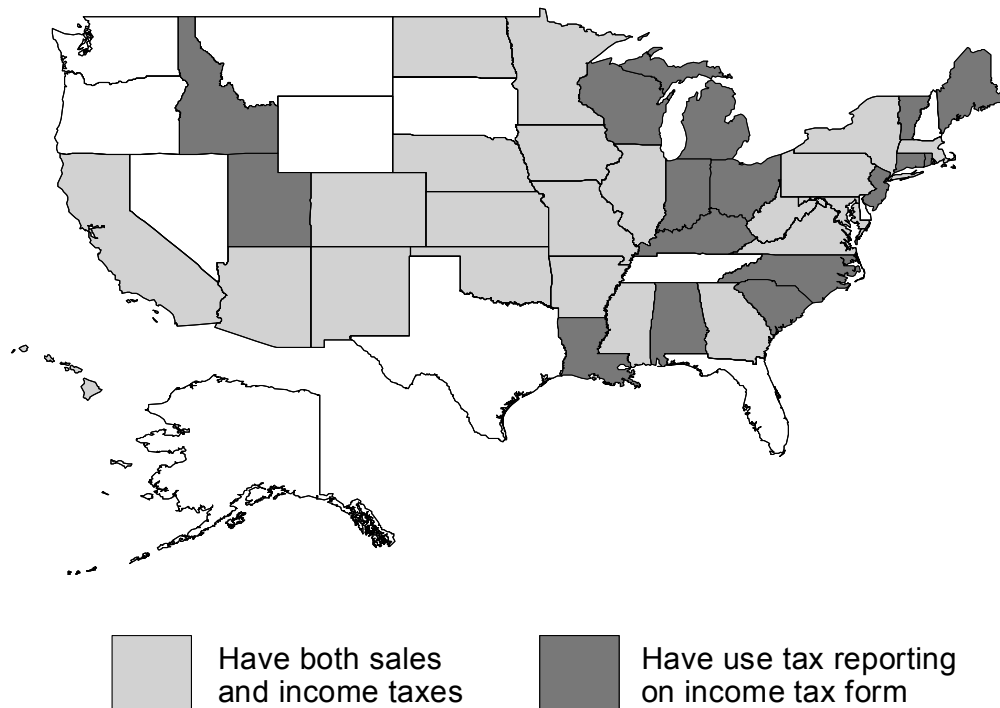 Have both sales
and income taxes
Have use tax reporting
on income tax form